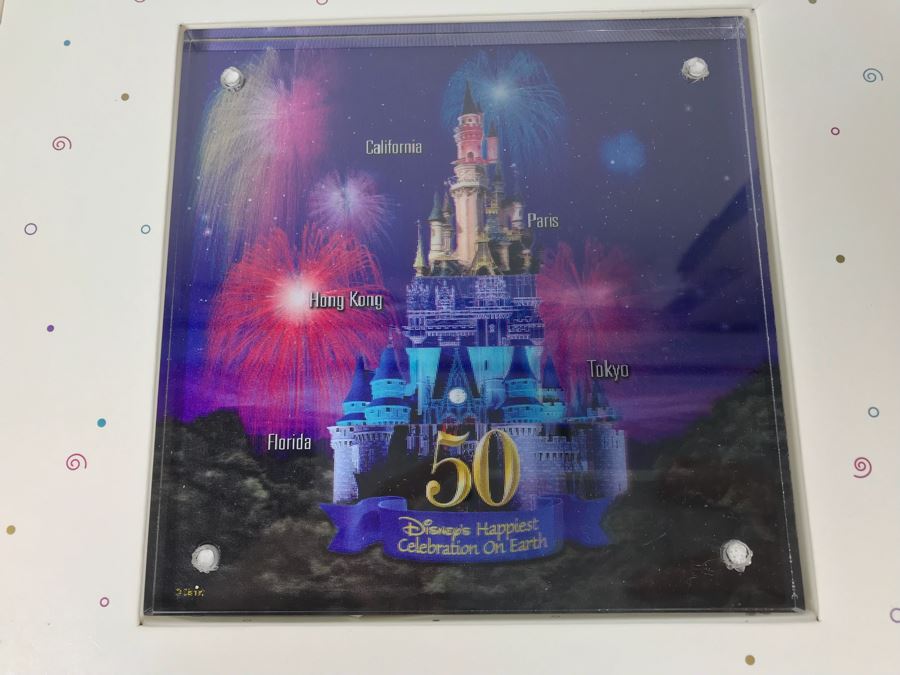 California
Paris
Hong Kong
Tokyo
Florida
50
Disney's Happiest
Celebration On Earth